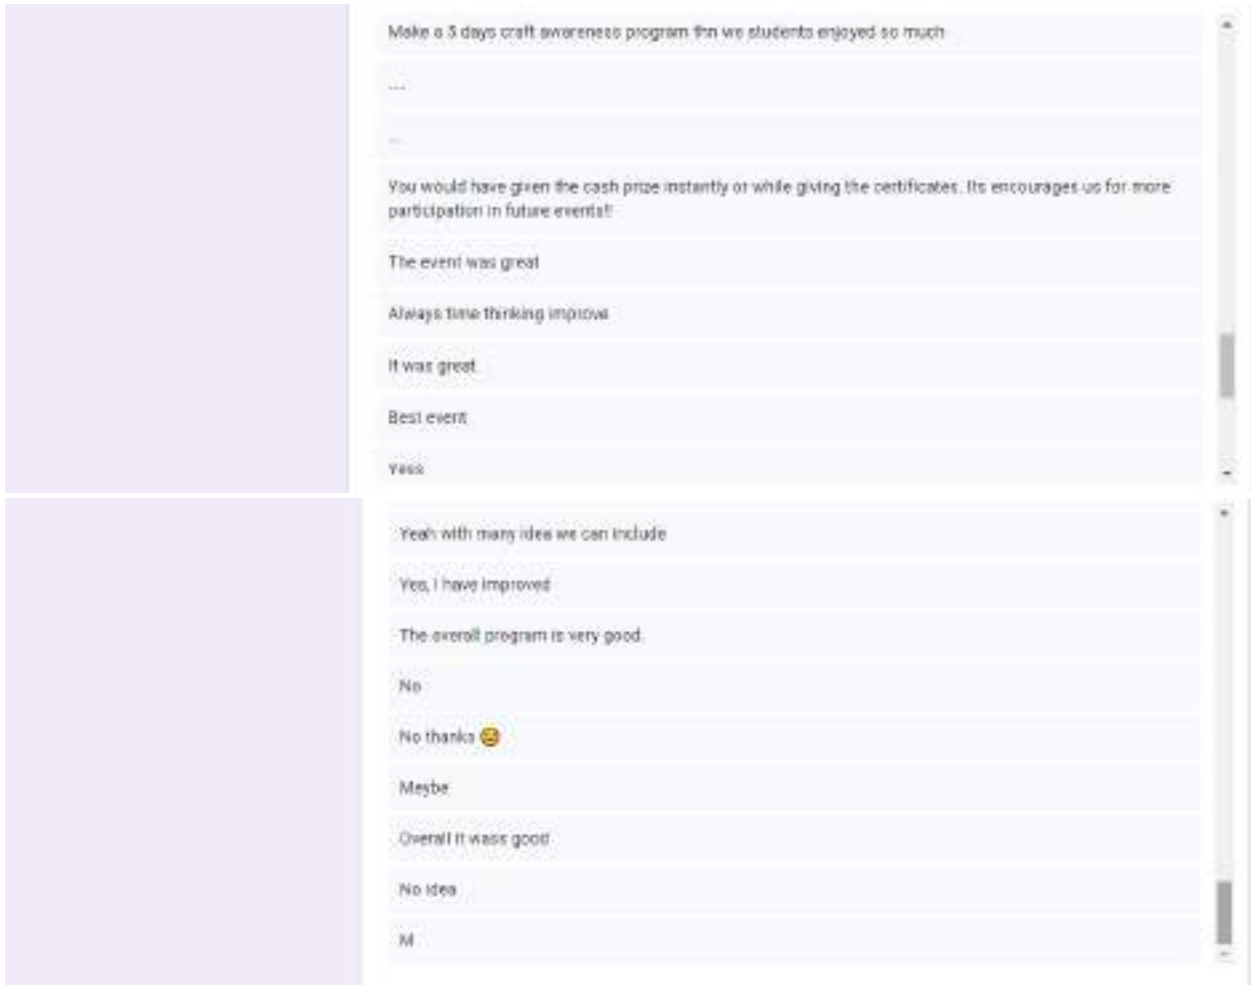 Make a 3 days craft awareness program thn we students enjoyed so much
....
...
You would have given the cash prize instantly or while giving the certificates. Its encourages us for more
participation in future events!!
The event was great
Always time thinking improve
It was great
Best event
Yess
Yeah with many idea we can include
Yes, I have improved
The overall program is very good.
No
No thanks 😅
Meybe
Overall it wass good
No idea
M